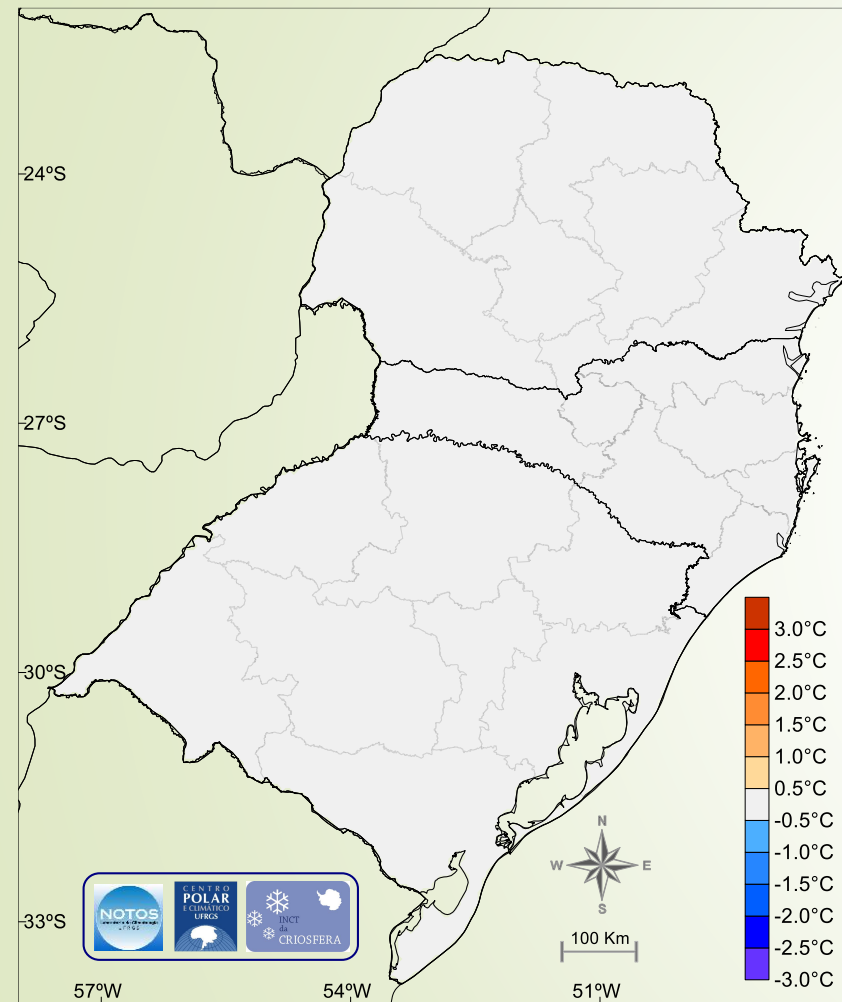 24ºS
27ºS
30ºS
33ºS
57ºW
54ºW
51ºW
3.0°C
2.5°C
2.0°C
1.5°C
1.0°C
0.5°C
-0.5°C
-1.0°C
-1.5°C
-2.0°C
-2.5°C
-3.0°C
N
W E
S
100 Km
NOTOS
UFRGS
CENTRO
POLAR
E CLIMÁTICO
UFRGS
INCT
da
CRIOSFERA